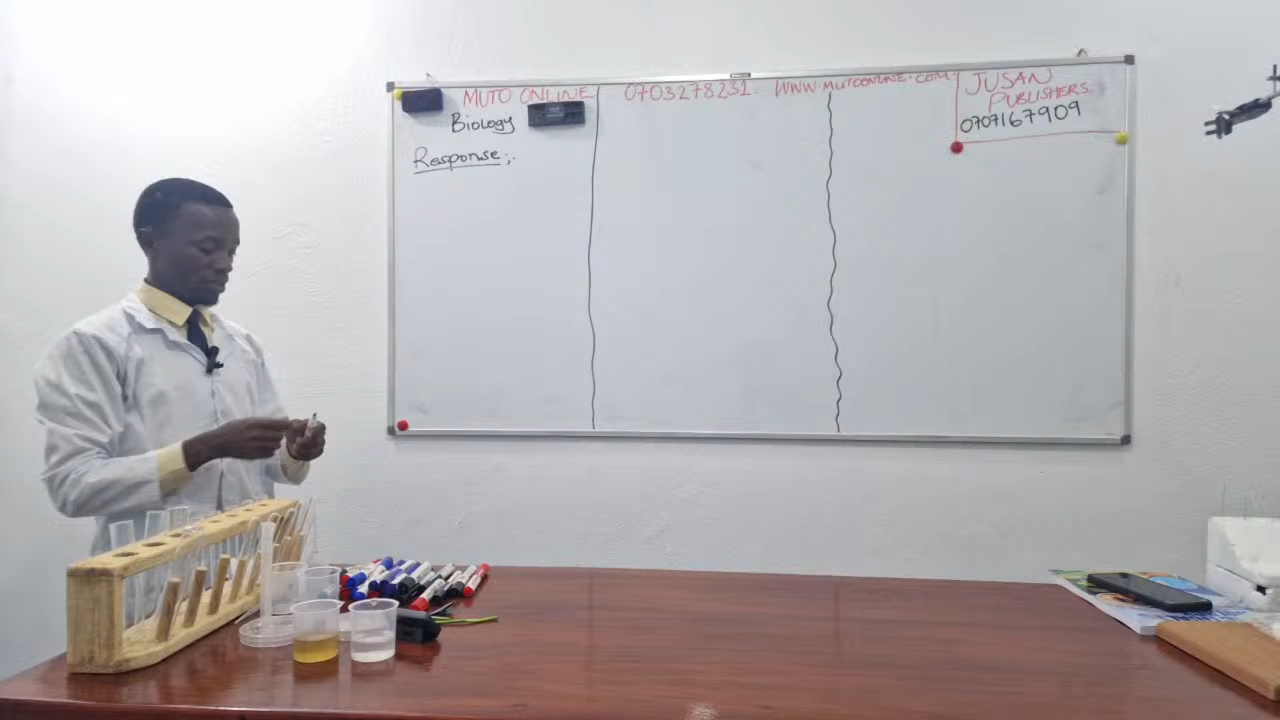 MUTO ONLINE
0703278231.
WWW.MUTOONLINE.COM
JUSAN
PUBLISHERS
0707167909
Biology
Response:.